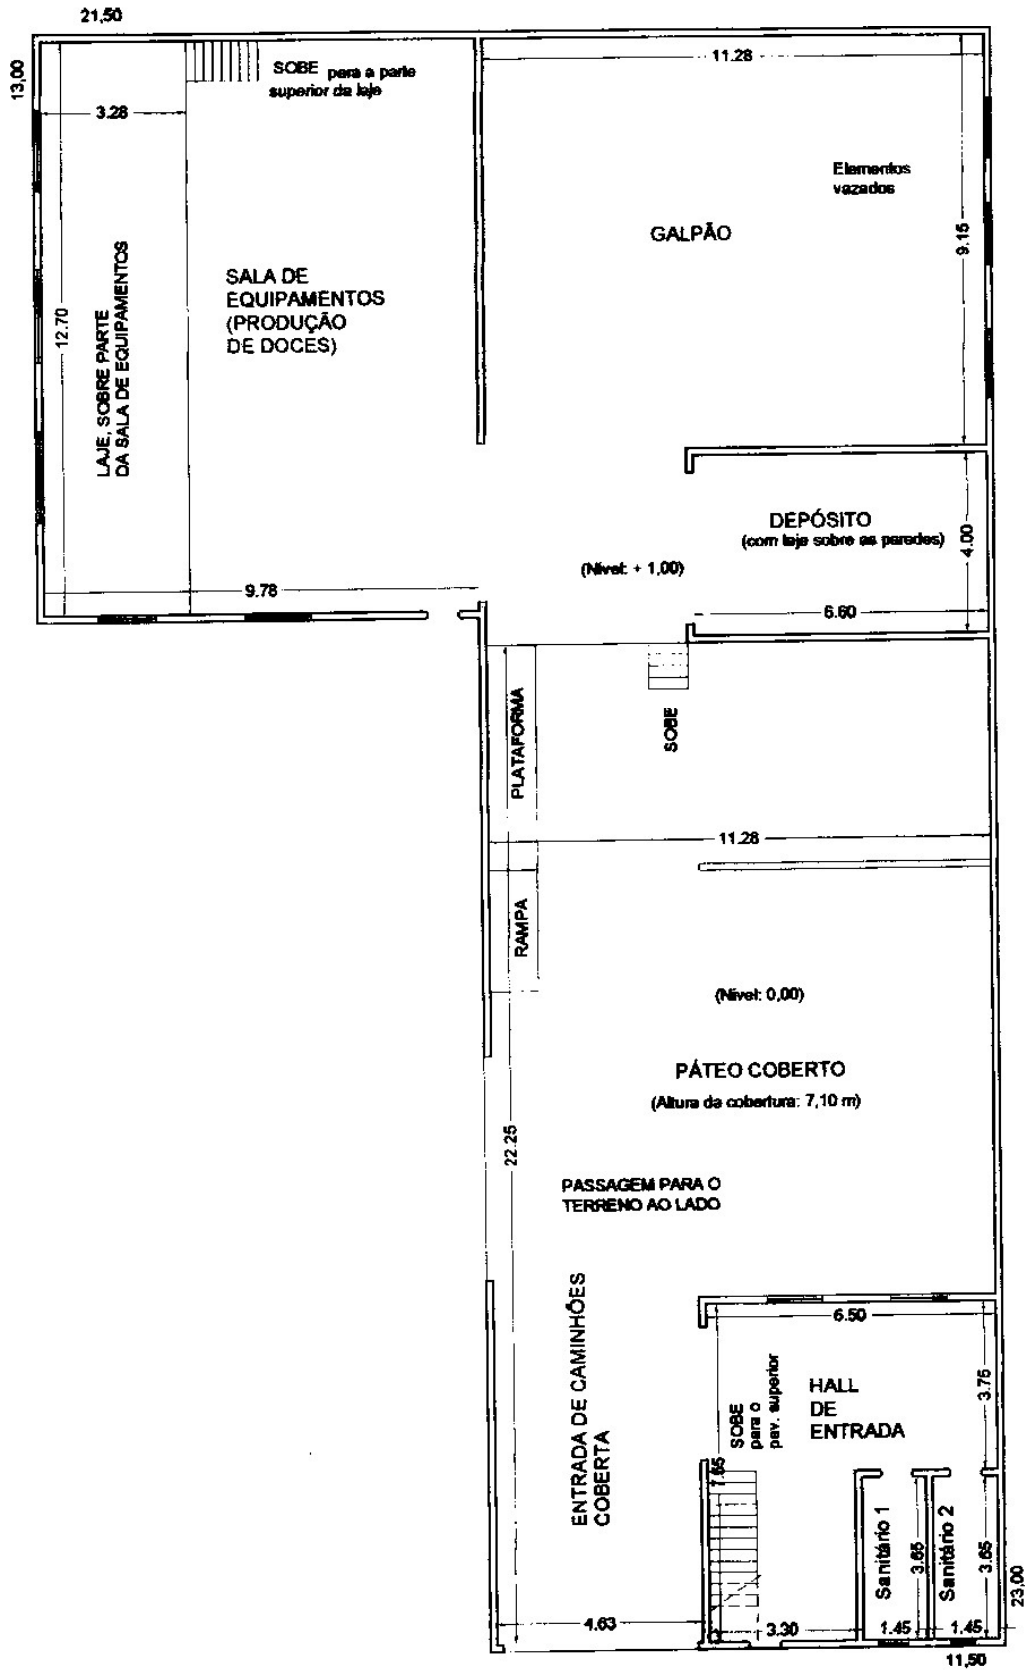 21,50
13,00
SOBE para a parte
superior da laje
11.28
3.28
Elementos
vazados
GALPÃO
9.15
SALA DE
EQUIPAMENTOS
(PRODUÇÃO
DE DOCES)
12.70
LAJE, SOBRE PARTE
DA SALA DE EQUIPAMENTOS
DEPÓSITO
(com laje sobre as paredes)
4.00
(Nível: + 1,00)
9.78
6.60
PLATAFORMA
SOBE
11.28
RAMPA
(Nível: 0,00)
PÁTEO COBERTO
(Altura da cobertura: 7,10 m)
22.25
PASSAGEM PARA O
TERRENO AO LADO
ENTRADA DE CAMINHÕES
COBERTA
6.50
3.75
SOBE
para o
pav. superior
HALL
DE
ENTRADA
7.55
Sanitário 1
3.65
Sanitário 2
3.65
23,00
4.63
3.30
1.45
1.45
11,50